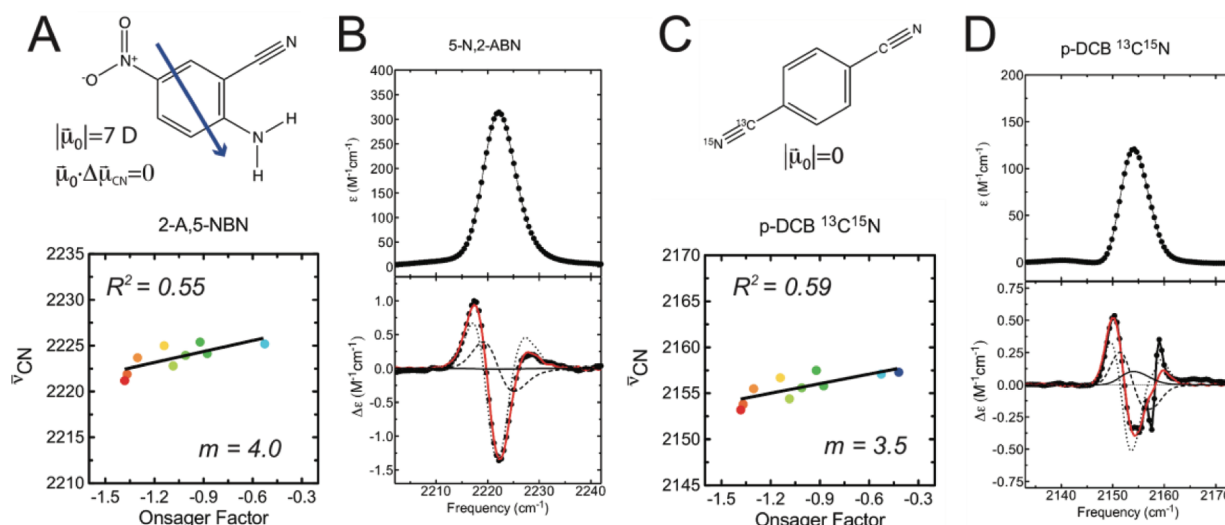 A
O
N⁺
⁻O
N
N
H
H
|μ̄₀|=7 D
μ̄₀·Δμ̄CN=0
2-A,5-NBN
2235
2230
2225
2220
2215
2210
ν̄CN
R² = 0.55
m = 4.0
-1.5 -1.2 -0.9 -0.6 -0.3
Onsager Factor
B
5-N,2-ABN
400
350
300
250
200
150
100
50
0
ε (M⁻¹cm⁻¹)
1.5
1.0
0.5
0.0
-0.5
-1.0
-1.5
Δε (M⁻¹cm⁻¹)
2210 2220 2230 2240
Frequency (cm⁻¹)
C
N
C
¹³C
¹⁵N
|μ̄₀|=0
p-DCB ¹³C¹⁵N
2170
2165
2160
2155
2150
2145
ν̄CN
R² = 0.59
m = 3.5
-1.5 -1.2 -0.9 -0.6 -0.3
Onsager Factor
D
p-DCB ¹³C¹⁵N
200
150
100
50
0
ε (M⁻¹cm⁻¹)
0.75
0.50
0.25
0.00
-0.25
-0.50
-0.75
Δε (M⁻¹cm⁻¹)
2140 2150 2160 217
Frequency (cm⁻¹)